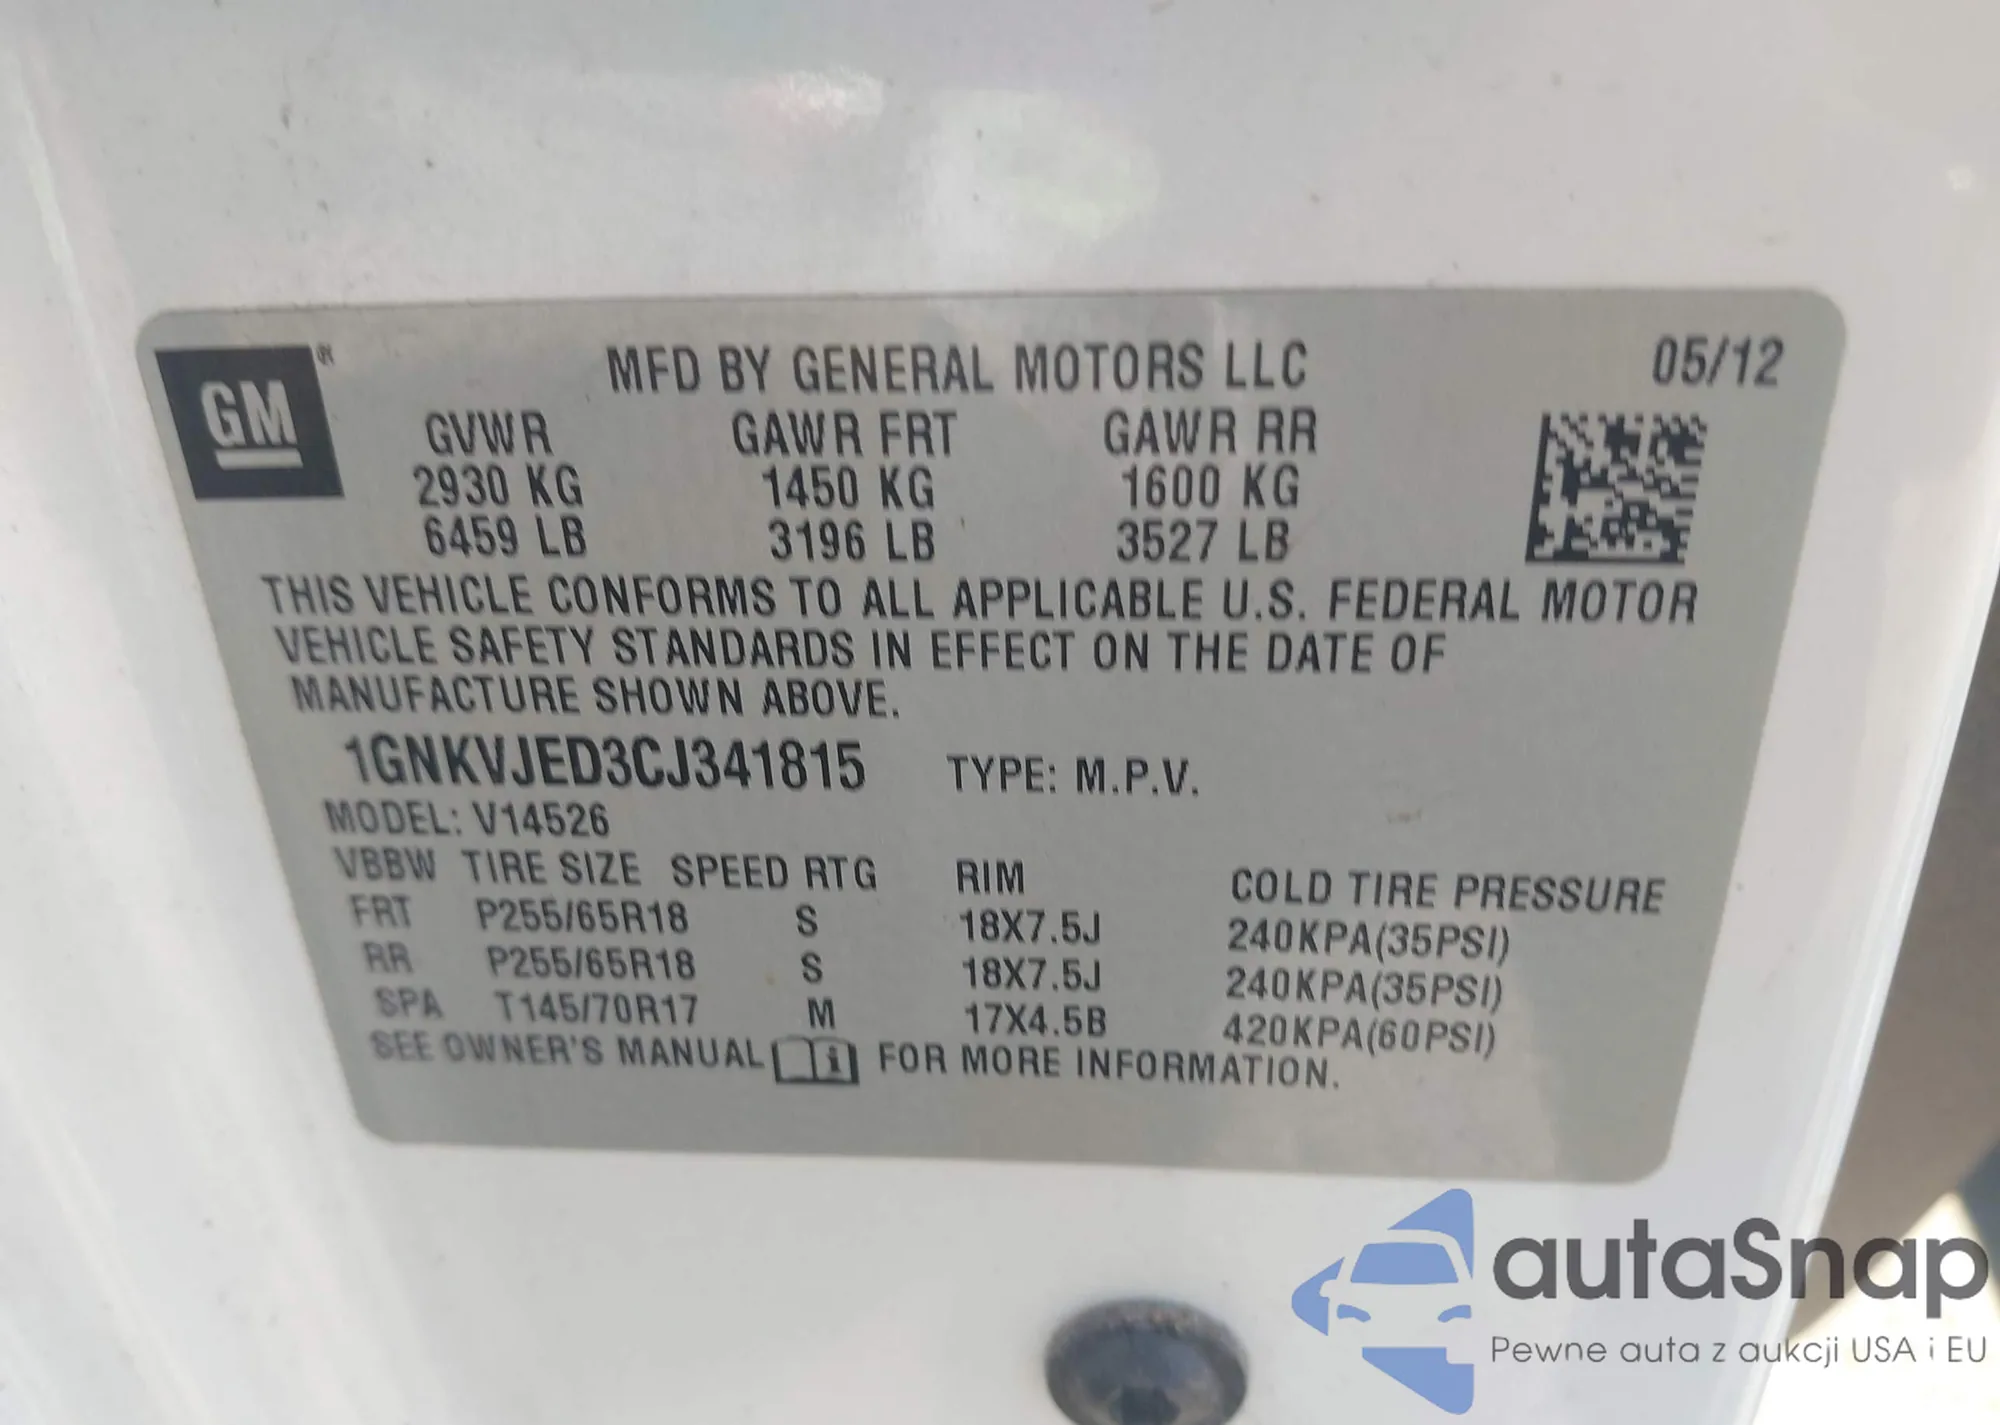 GM®
MFD BY GENERAL MOTORS LLC 05/12
GVWR GAWR FRT GAWR RR
2930 KG 1450 KG 1600 KG
6459 LB 3196 LB 3527 LB
THIS VEHICLE CONFORMS TO ALL APPLICABLE U.S. FEDERAL MOTOR
VEHICLE SAFETY STANDARDS IN EFFECT ON THE DATE OF
MANUFACTURE SHOWN ABOVE.
1GNKVJED3CJ341815 TYPE: M.P.V.
MODEL: V14526
VBBW TIRE SIZE SPEED RTG RIM COLD TIRE PRESSURE
FRT P255/65R18 S 18X7.5J 240KPA(35PSI)
RR P255/65R18 S 18X7.5J 240KPA(35PSI)
SPA T145/70R17 M 17X4.5B 420KPA(60PSI)
SEE OWNER'S MANUAL i FOR MORE INFORMATION.
autaSnap
Pewne auta z aukcji USA i EU